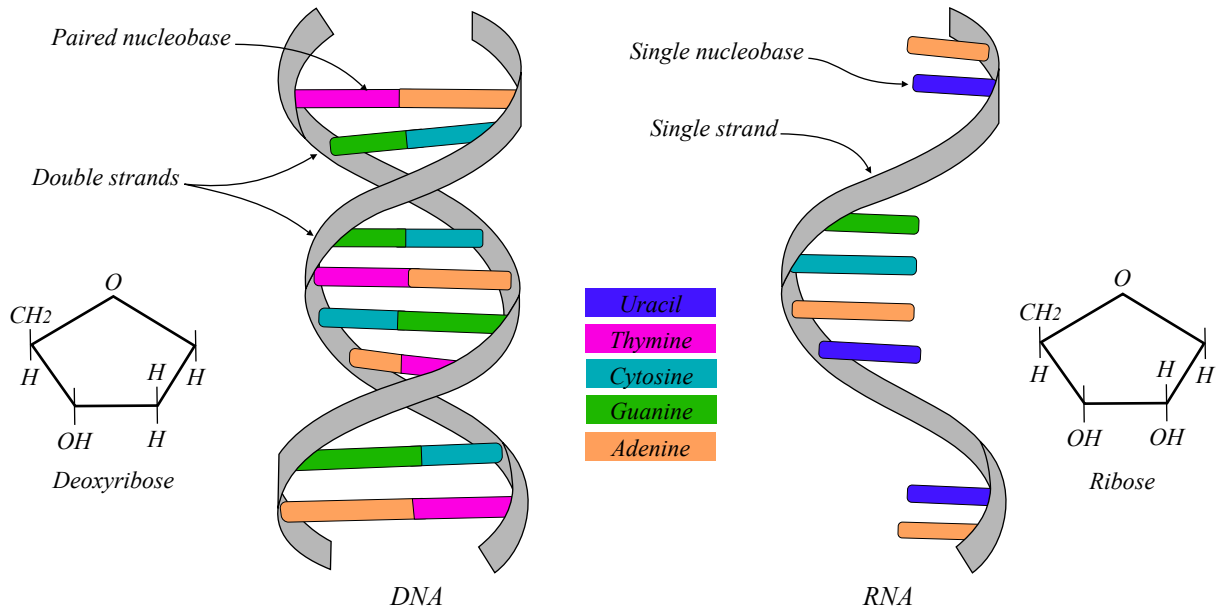 Paired nucleobase
Double strands
O
CH2
H
H
H
OH
H
Deoxyribose
DNA
Uracil
Thymine
Cytosine
Guanine
Adenine
Single nucleobase
Single strand
O
CH2
H
H
H
OH
OH
Ribose
RNA